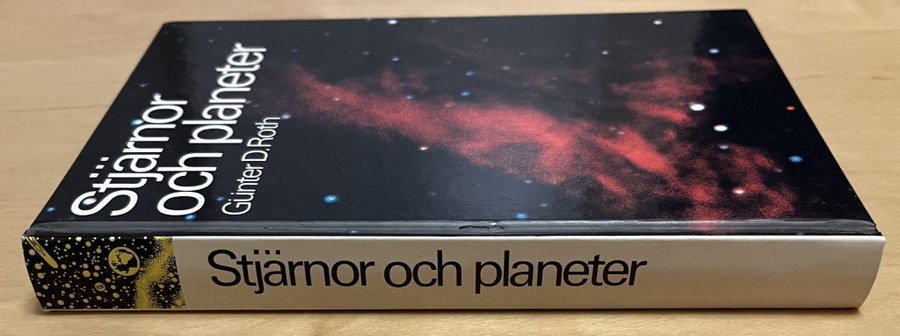 Stjärnor
och planeter
Günter D. Roth
Stjärnor och planeter